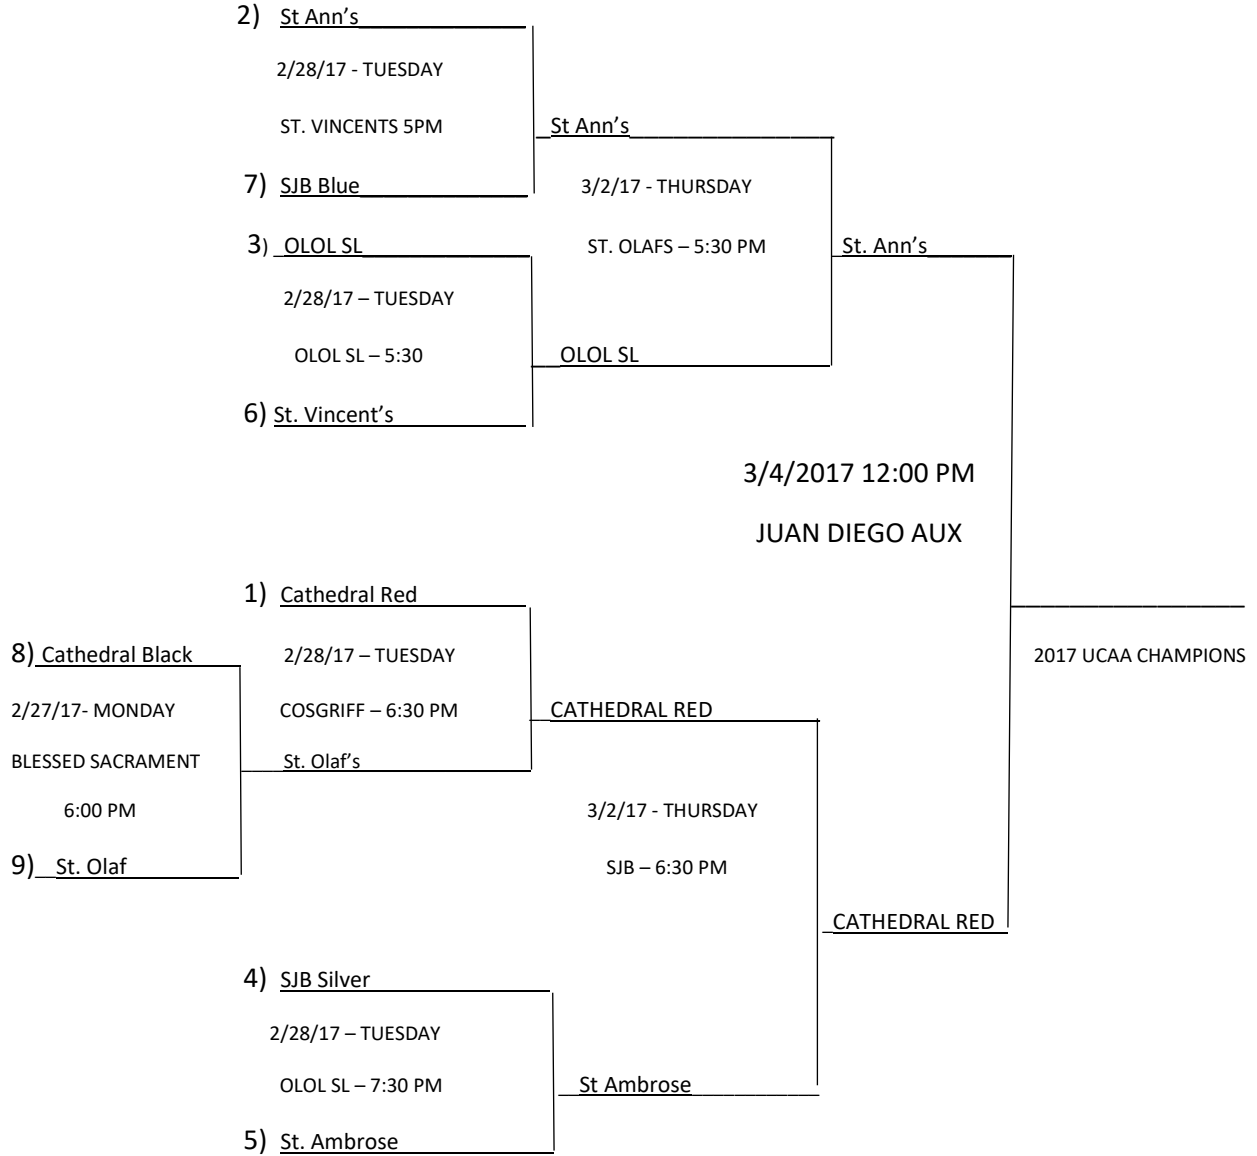 2) St Ann’s
2/28/17 - TUESDAY
ST. VINCENTS 5PM
St Ann’s
7) SJB Blue
3/2/17 - THURSDAY
3) OLOL SL
ST. OLAFS – 5:30 PM
St. Ann’s
2/28/17 – TUESDAY
OLOL SL – 5:30
OLOL SL
6) St. Vincent’s
3/4/2017 12:00 PM
JUAN DIEGO AUX
1) Cathedral Red
8) Cathedral Black
2/28/17 – TUESDAY
2017 UCAA CHAMPIONS
2/27/17- MONDAY
COSGRIFF – 6:30 PM
CATHEDRAL RED
BLESSED SACRAMENT
St. Olaf’s
6:00 PM
3/2/17 - THURSDAY
9) St. Olaf
SJB – 6:30 PM
CATHEDRAL RED
4) SJB Silver
2/28/17 – TUESDAY
OLOL SL – 7:30 PM
St Ambrose
5) St. Ambrose